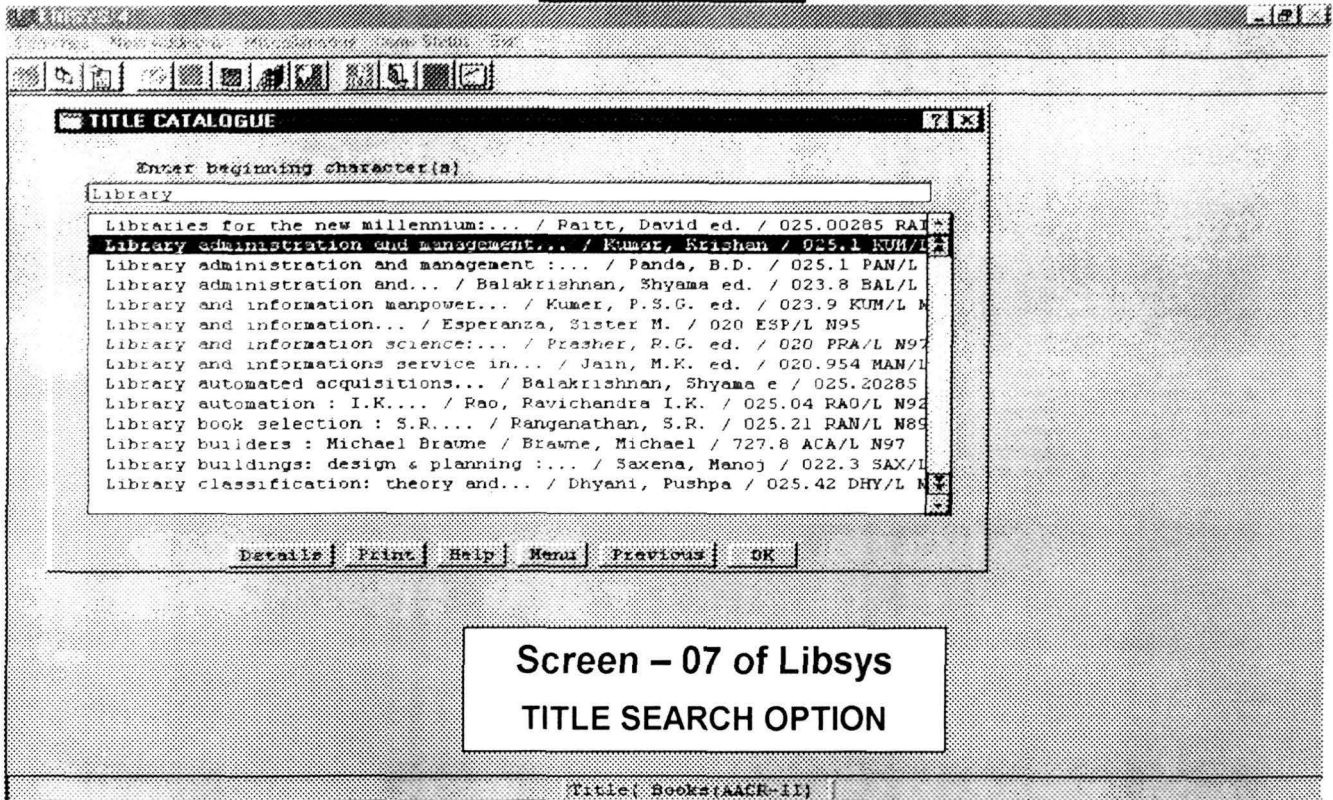 TITLE CATALOGUE
Enter beginning character(s)
Library
Libraries for the new millennium:... / Raitt, David ed. / 025.00285 RAI
Library administration and management... / Kumar, Krishan / 025.1 KUM/L
Library administration and management :... / Panda, B.D. / 025.1 PAN/L
Library administration and... / Balakrishnan, Shyama ed. / 023.8 BAL/L
Library and information manpower... / Kumer, P.S.G. ed. / 023.9 KUM/L N
Library and information... / Esperanza, Sister M. / 020 ESP/L N95
Library and information science:... / Prasher, R.G. ed. / 020 PRA/L N97
Library and informations service in... / Jain, M.K. ed. / 020.954 MAN/L
Library automated acquisitions... / Balakrishnan, Shyama e / 025.20285
Library automation : I.K.... / Rao, Ravichandra I.K. / 025.04 RAO/L N92
Library book selection : S.R.... / Ranganathan, S.R. / 025.21 RAN/L N89
Library builders : Michael Brawne / Brawne, Michael / 727.8 ACA/L N97
Library buildings: design & planning :... / Saxena, Manoj / 022.3 SAX/L
Library classification: theory and... / Dhyani, Pushpa / 025.42 DHY/L N
Details Print Help Menu Previous OK
Screen – 07 of Libsys
TITLE SEARCH OPTION
Title( Books(AACR-II)